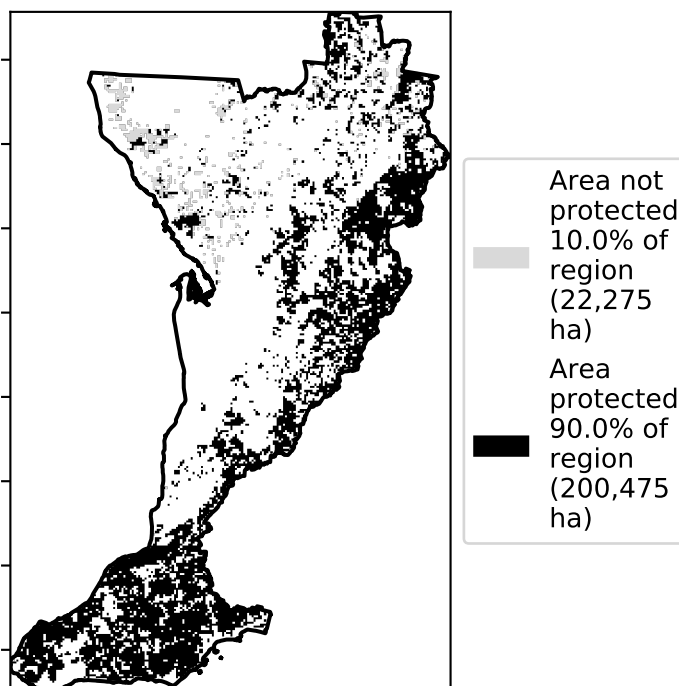 Area not
protected
10.0% of
region
(22,275
ha)
Area
protected
90.0% of
region
(200,475
ha)